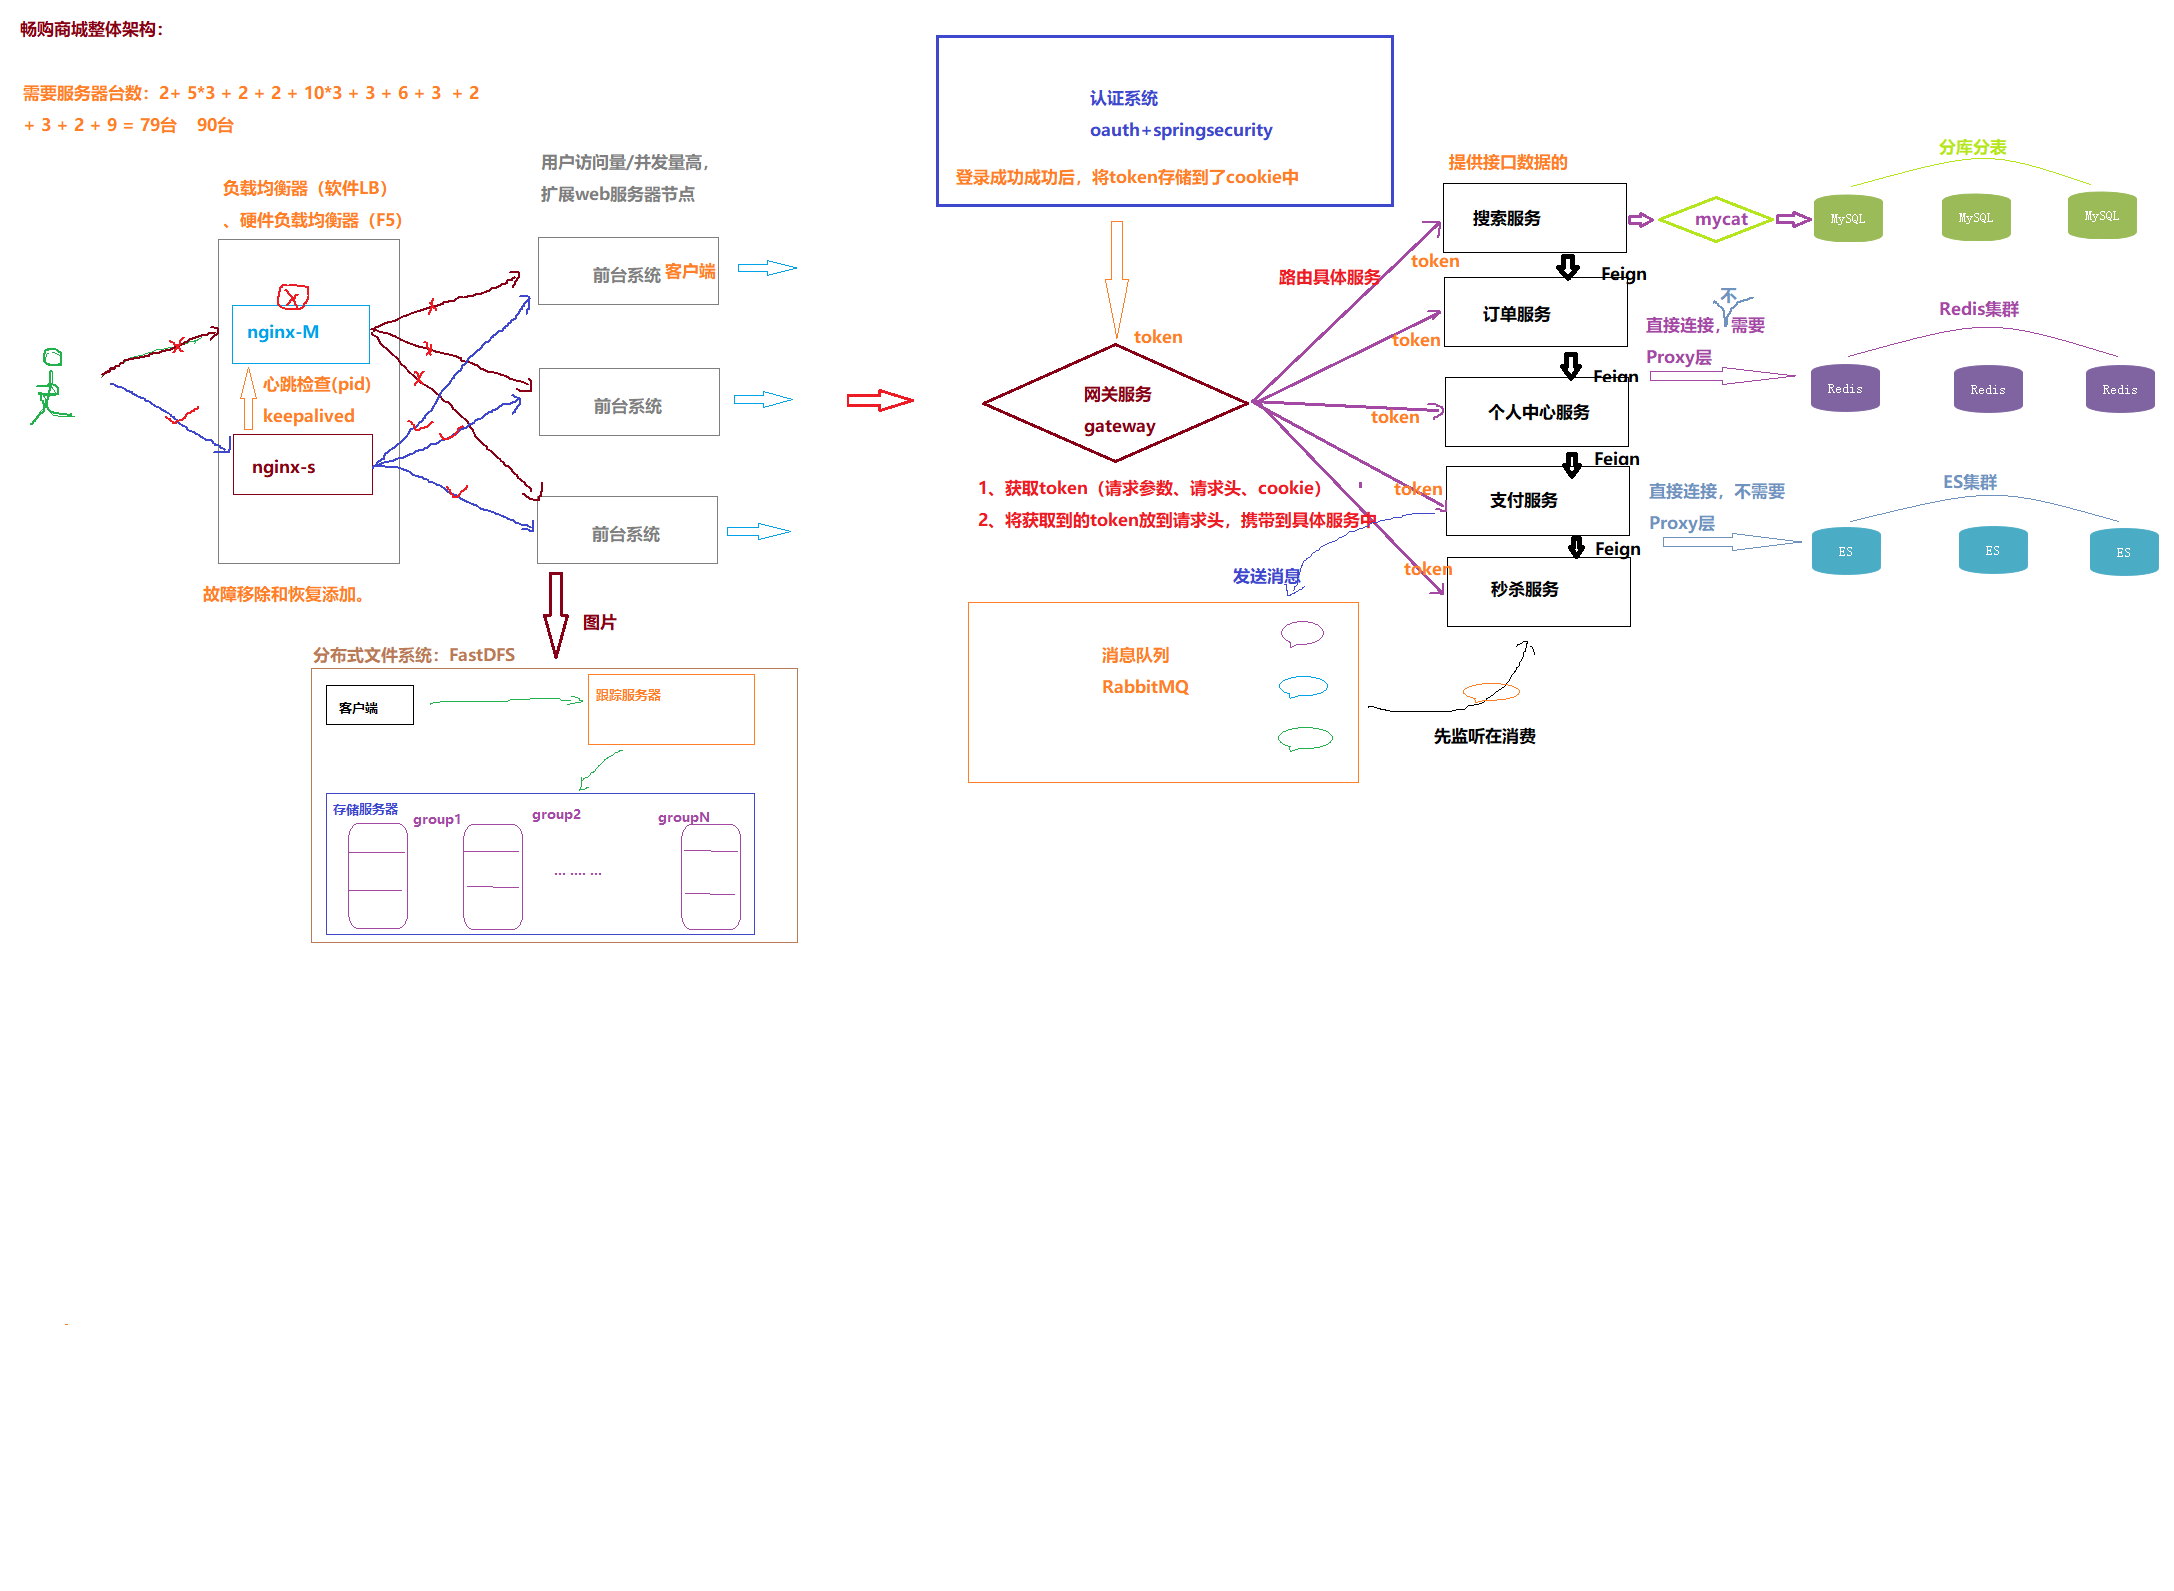 畅购商城整体架构：
需要服务器台数：2+ 5*3 + 2 + 2 + 10*3 + 3 + 6 + 3 + 2
+ 3 + 2 + 9 = 79台 90台
负载均衡器（软件LB）
、硬件负载均衡器（F5）
nginx-M
心跳检查(pid)
keepalived
nginx-s
故障移除和恢复添加。
用户访问量/并发量高，
扩展web服务器节点
前台系统 客户端
前台系统
前台系统
图片
分布式文件系统：FastDFS
客户端
跟踪服务器
存储服务器
group1
group2
groupN
... .... ...
认证系统
oauth+springsecurity
登录成功成功后，将token存储到了cookie中
token
网关服务
gateway
1、获取token（请求参数、请求头、cookie）
2、将获取到的token放到请求头，携带到具体服务中
路由具体服务
token
token
token
token
token
发送消息
消息队列
RabbitMQ
先监听在消费
提供接口数据的
搜索服务
Feign
订单服务
Feign
个人中心服务
Feign
支付服务
Feign
秒杀服务
mycat
分库分表
MySQL
MySQL
MySQL
不
直接连接，需要
Proxy层
Redis集群
Redis
Redis
Redis
直接连接，不需要
Proxy层
ES集群
ES
ES
ES